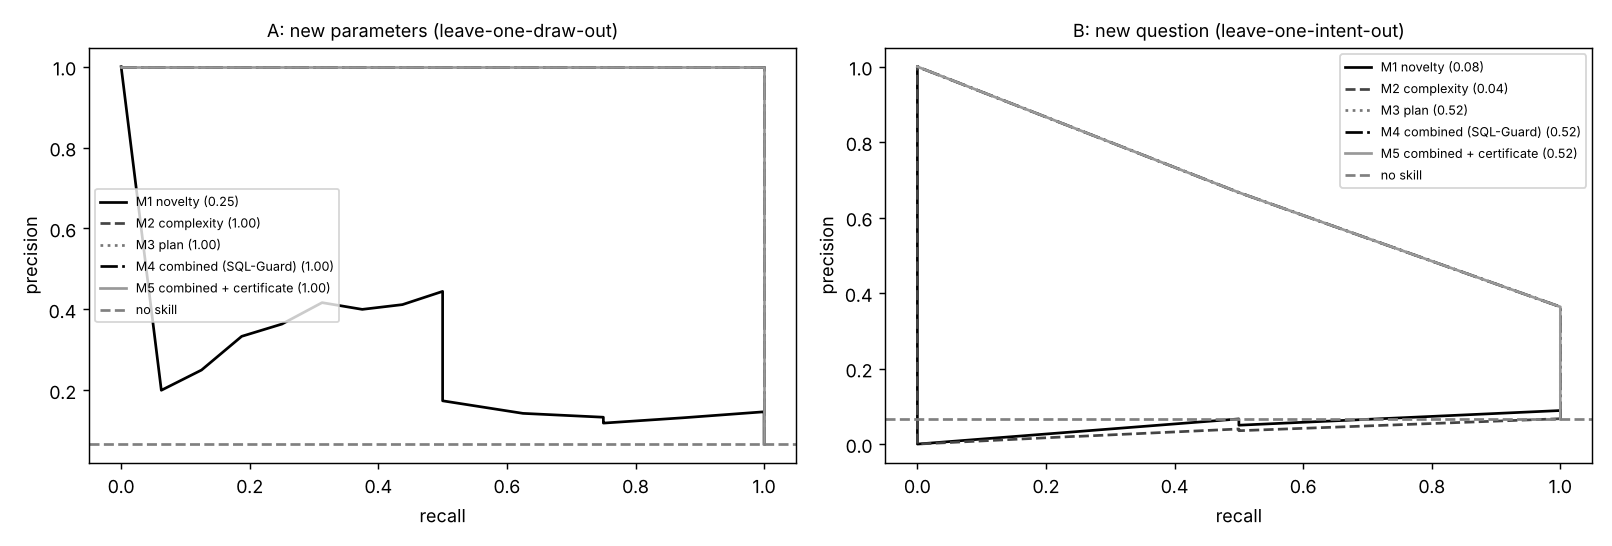 A: new parameters (leave-one-draw-out)
precision
1.0
0.8
0.6
0.4
0.2
M1 novelty (0.25)
M2 complexity (1.00)
M3 plan (1.00)
M4 combined (SQL-Guard) (1.00)
M5 combined + certificate (1.00)
no skill
0.0 0.2 0.4 0.6 0.8 1.0
recall
B: new question (leave-one-intent-out)
precision
1.0
0.8
0.6
0.4
0.2
0.0
M1 novelty (0.08)
M2 complexity (0.04)
M3 plan (0.52)
M4 combined (SQL-Guard) (0.52)
M5 combined + certificate (0.52)
no skill
0.0 0.2 0.4 0.6 0.8 1.0
recall